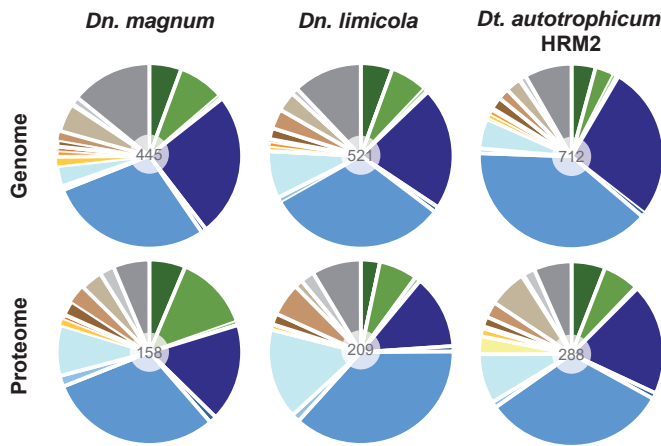 Dn. magnum
Dn. limicola
Dt. autotrophicum
HRM2
Genome
445
521
712
Proteome
158
209
288